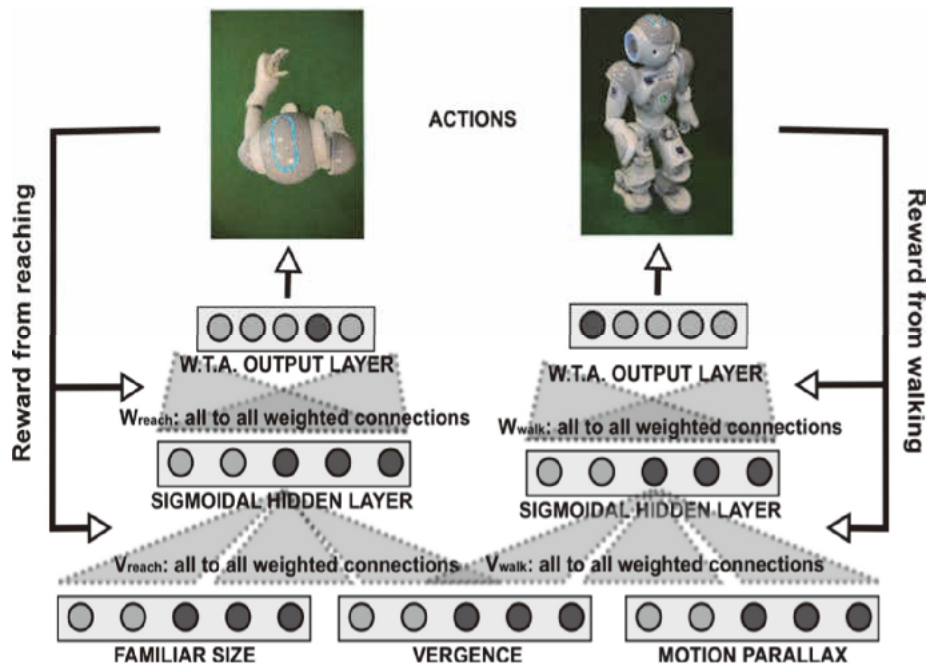 ACTIONS
Reward from reaching
Reward from walking
W.T.A. OUTPUT LAYER
W.T.A. OUTPUT LAYER
Wreach: all to all weighted connections
Wwalk: all to all weighted connections
SIGMOIDAL HIDDEN LAYER
SIGMOIDAL HIDDEN LAYER
Vreach: all to all weighted connections
Vwalk: all to all weighted connections
FAMILIAR SIZE
VERGENCE
MOTION PARALLAX